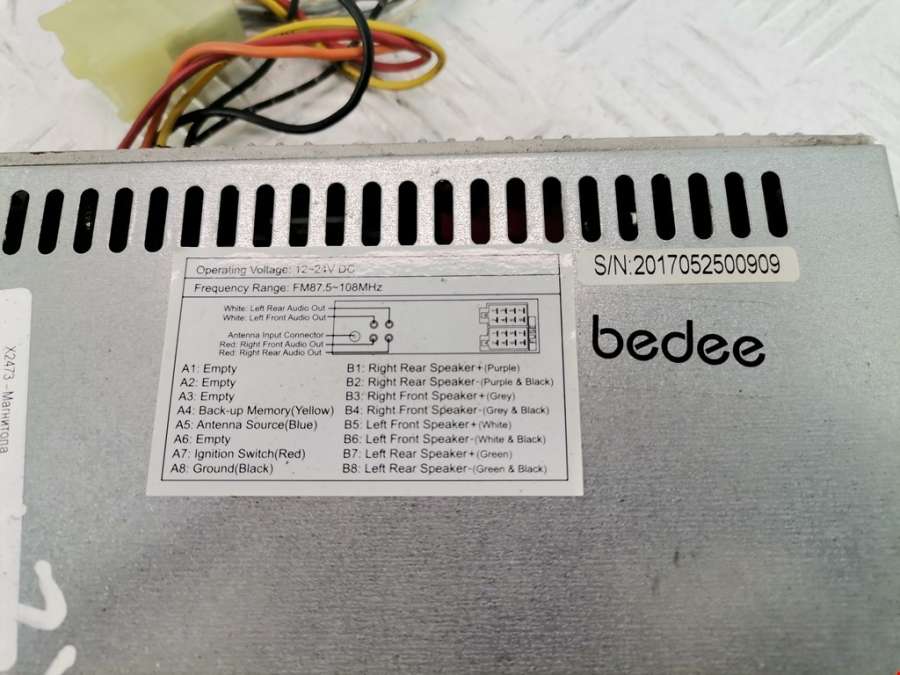 Operating Voltage: 12~24V DC
Frequency Range: FM87.5~108MHz
White: Left Rear Audio Out
White: Left Front Audio Out
Antenna Input Connector
Red: Right Front Audio Out
Red: Right Rear Audio Out
FUSE
A1: Empty
A2: Empty
A3: Empty
A4: Back-up Memory(Yellow)
A5: Antenna Source(Blue)
A6: Empty
A7: Ignition Switch(Red)
A8: Ground(Black)
B1: Right Rear Speaker+(Purple)
B2: Right Rear Speaker-(Purple & Black)
B3: Right Front Speaker+(Grey)
B4: Right Front Speaker-(Grey & Black)
B5: Left Front Speaker+(White)
B6: Left Front Speaker-(White & Black)
B7: Left Rear Speaker+(Green)
B8: Left Rear Speaker-(Green & Black)
S/N:2017052500909
bedee
X2473 - Магнитола